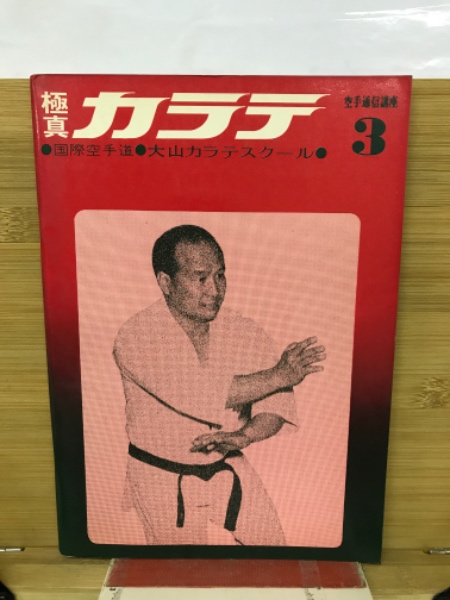 極真 カラテ
空手通信講座
3
●国際空手道●大山カラテスクール●